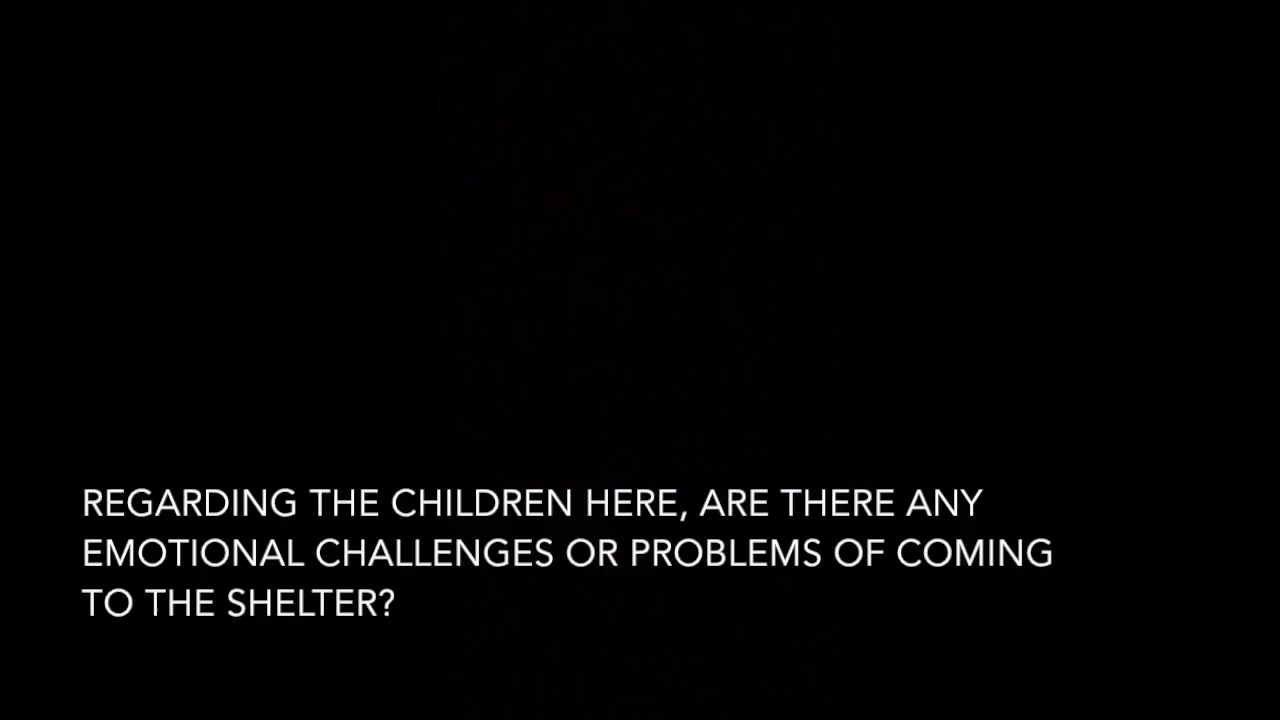 REGARDING THE CHILDREN HERE, ARE THERE ANY
EMOTIONAL CHALLENGES OR PROBLEMS OF COMING
TO THE SHELTER?